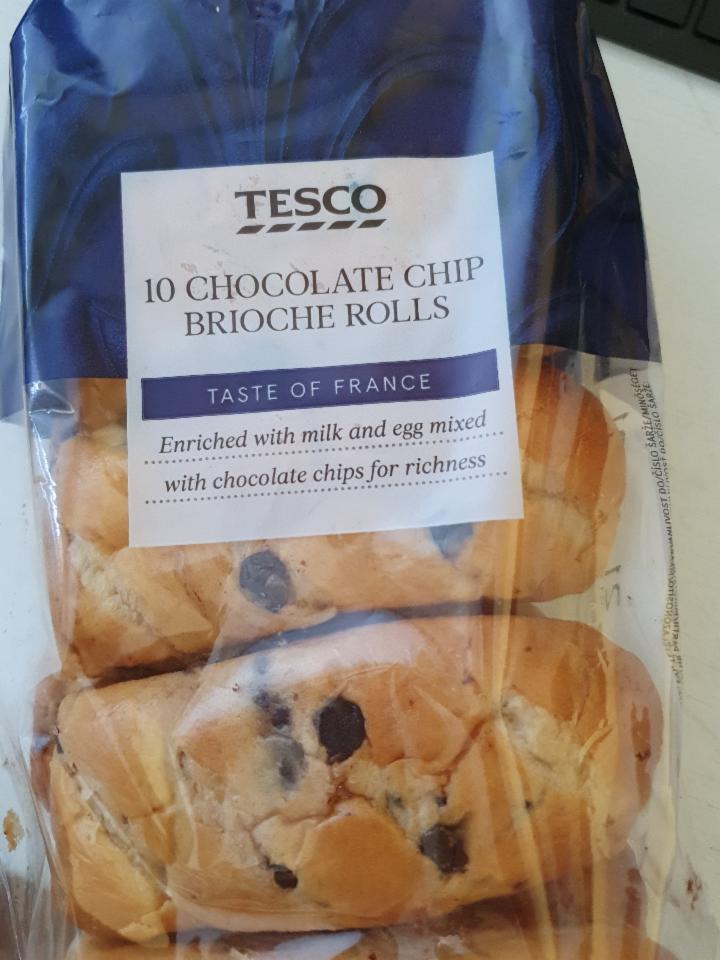 TESCO
10 CHOCOLATE CHIP
BRIOCHE ROLLS
TASTE OF FRANCE
Enriched with milk and egg mixed
with chocolate chips for richness